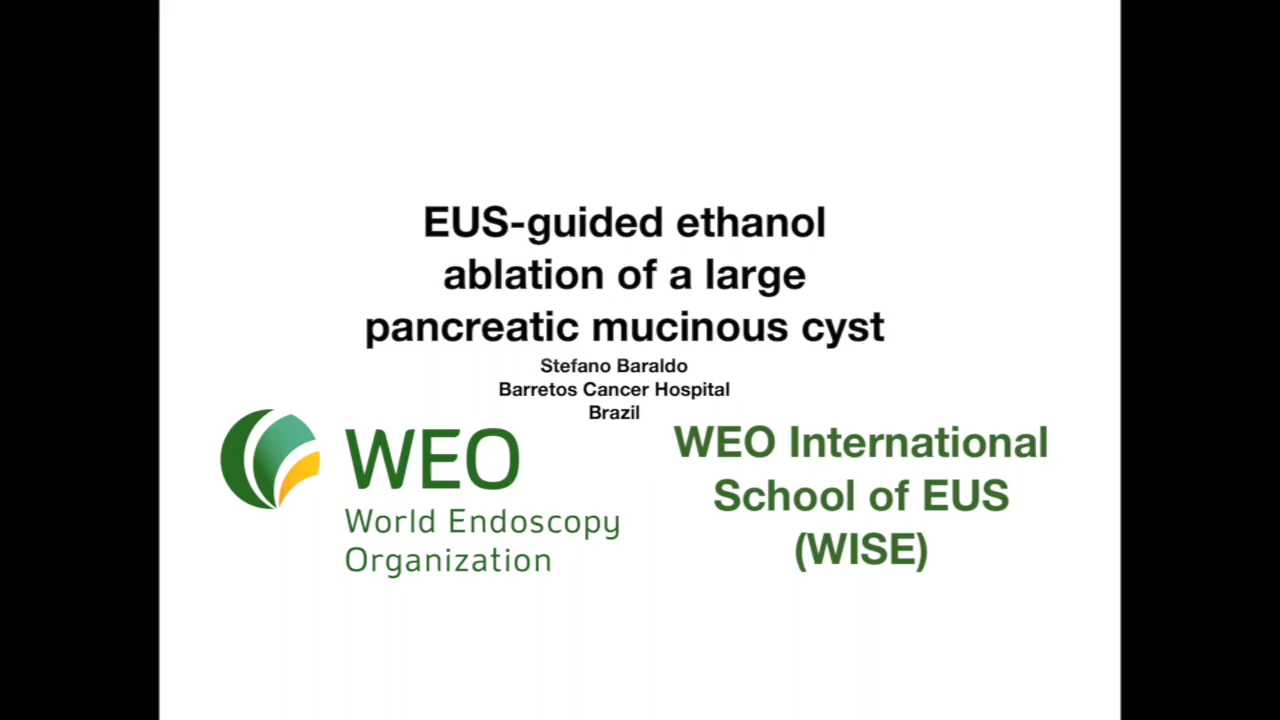 EUS-guided ethanol
ablation of a large
pancreatic mucinous cyst
Stefano Baraldo
Barretos Cancer Hospital
Brazil
WEO
World Endoscopy
Organization
WEO International
School of EUS
(WISE)